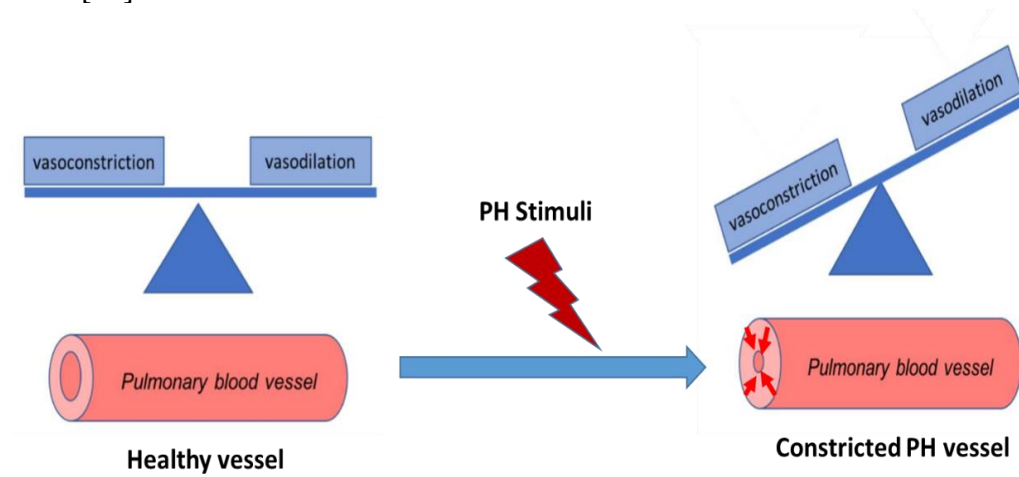 vasoconstriction
vasodilation
Pulmonary blood vessel
Healthy vessel
PH Stimuli
vasoconstriction
vasodilation
Pulmonary blood vessel
Constricted PH vessel